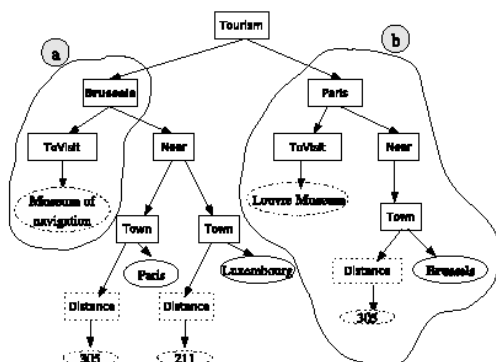 Tourism
a
b
Brussels
Paris
ToVisit
Near
ToVisit
Near
Museum of
navigation
Louvre Museum
Town
Town
Town
Paris
Luxembourg
Distance
Brussels
Distance
Distance
305
305
211